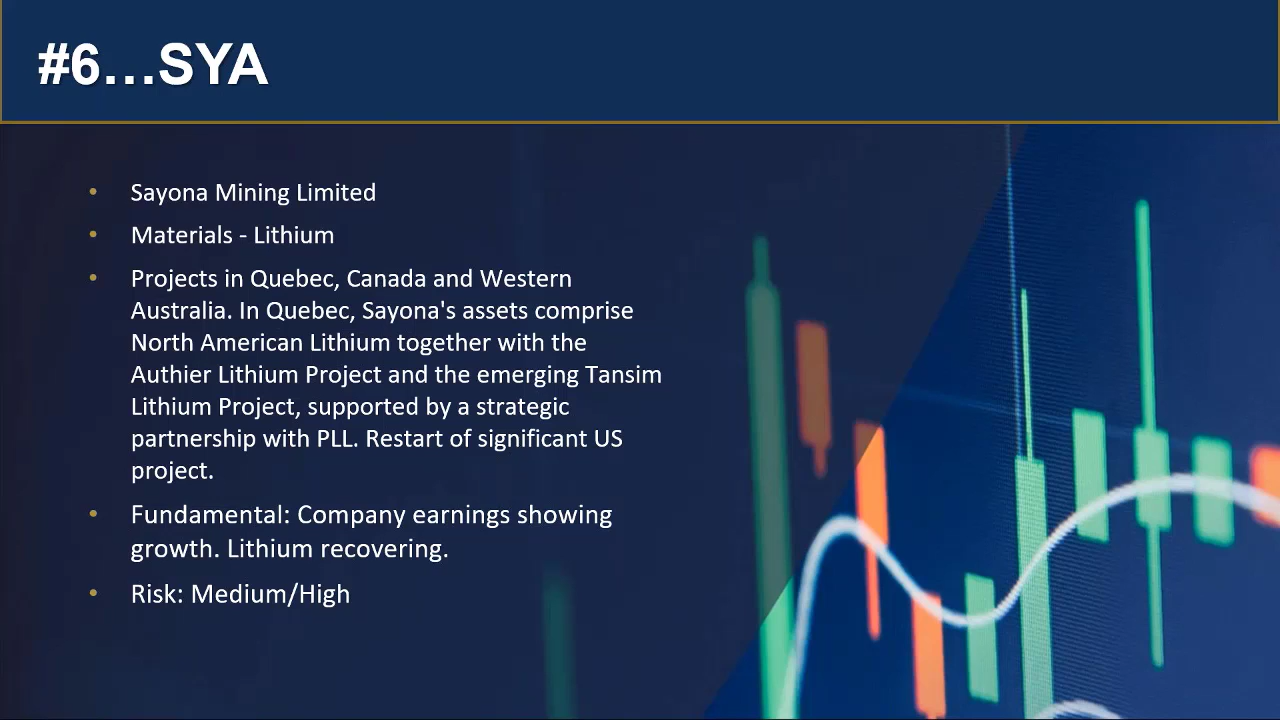 #6…SYA
• Sayona Mining Limited
• Materials - Lithium
• Projects in Quebec, Canada and Western
Australia. In Quebec, Sayona's assets comprise
North American Lithium together with the
Authier Lithium Project and the emerging Tansim
Lithium Project, supported by a strategic
partnership with PLL. Restart of significant US
project.
• Fundamental: Company earnings showing
growth. Lithium recovering.
• Risk: Medium/High